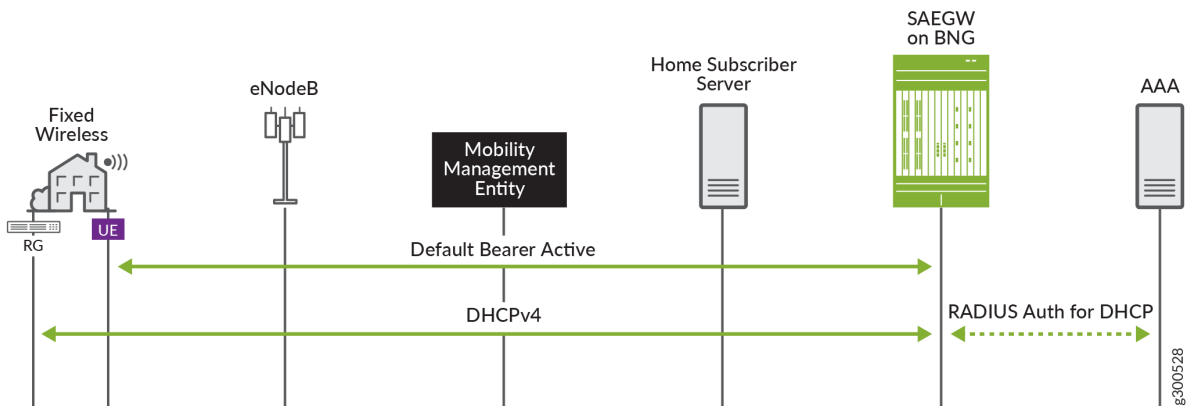 SAEGW
on BNG
Home Subscriber
Server
eNodeB
AAA
Fixed
Wireless
Mobility
Management
Entity
RG
UE
Default Bearer Active
DHCPv4
RADIUS Auth for DHCP
g300528